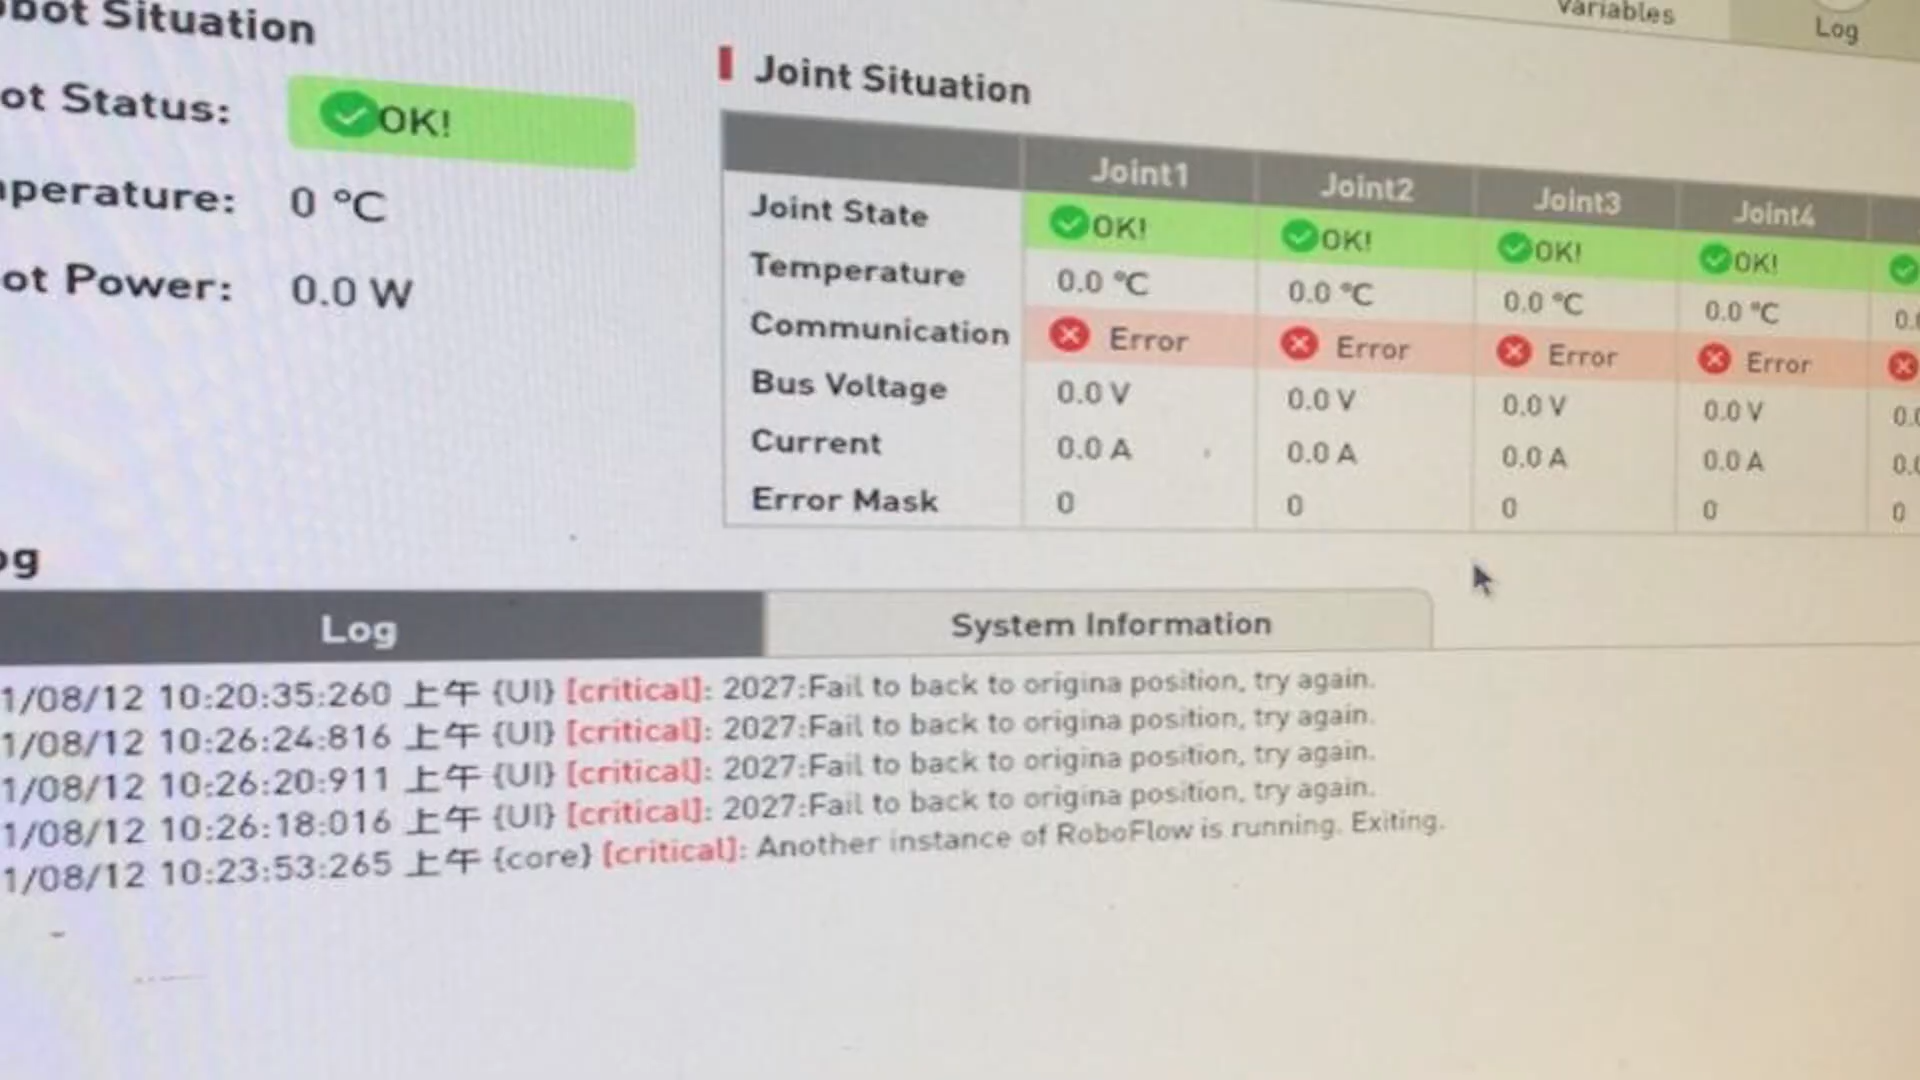 bot Situation
ot Status: OK!
perature: 0 °C
ot Power: 0.0 W
Variables
Log
Joint Situation
Joint1 Joint2 Joint3 Joint4
Joint State OK! OK! OK! OK!
Temperature 0.0 °C 0.0 °C 0.0 °C 0.0 °C 0.
Communication Error Error Error Error
Bus Voltage 0.0 V 0.0 V 0.0 V 0.0 V 0.
Current 0.0 A 0.0 A 0.0 A 0.0 A 0.
Error Mask 0 0 0 0 0
og
Log System Information
1/08/12 10:20:35:260 上午 {UI} [critical]: 2027:Fail to back to origina position, try again.
1/08/12 10:26:24:816 上午 {UI} [critical]: 2027:Fail to back to origina position, try again.
1/08/12 10:26:20:911 上午 {UI} [critical]: 2027:Fail to back to origina position, try again.
1/08/12 10:26:18:016 上午 {UI} [critical]: 2027:Fail to back to origina position, try again.
1/08/12 10:23:53:265 上午 {core} [critical]: Another instance of RoboFlow is running. Exiting.